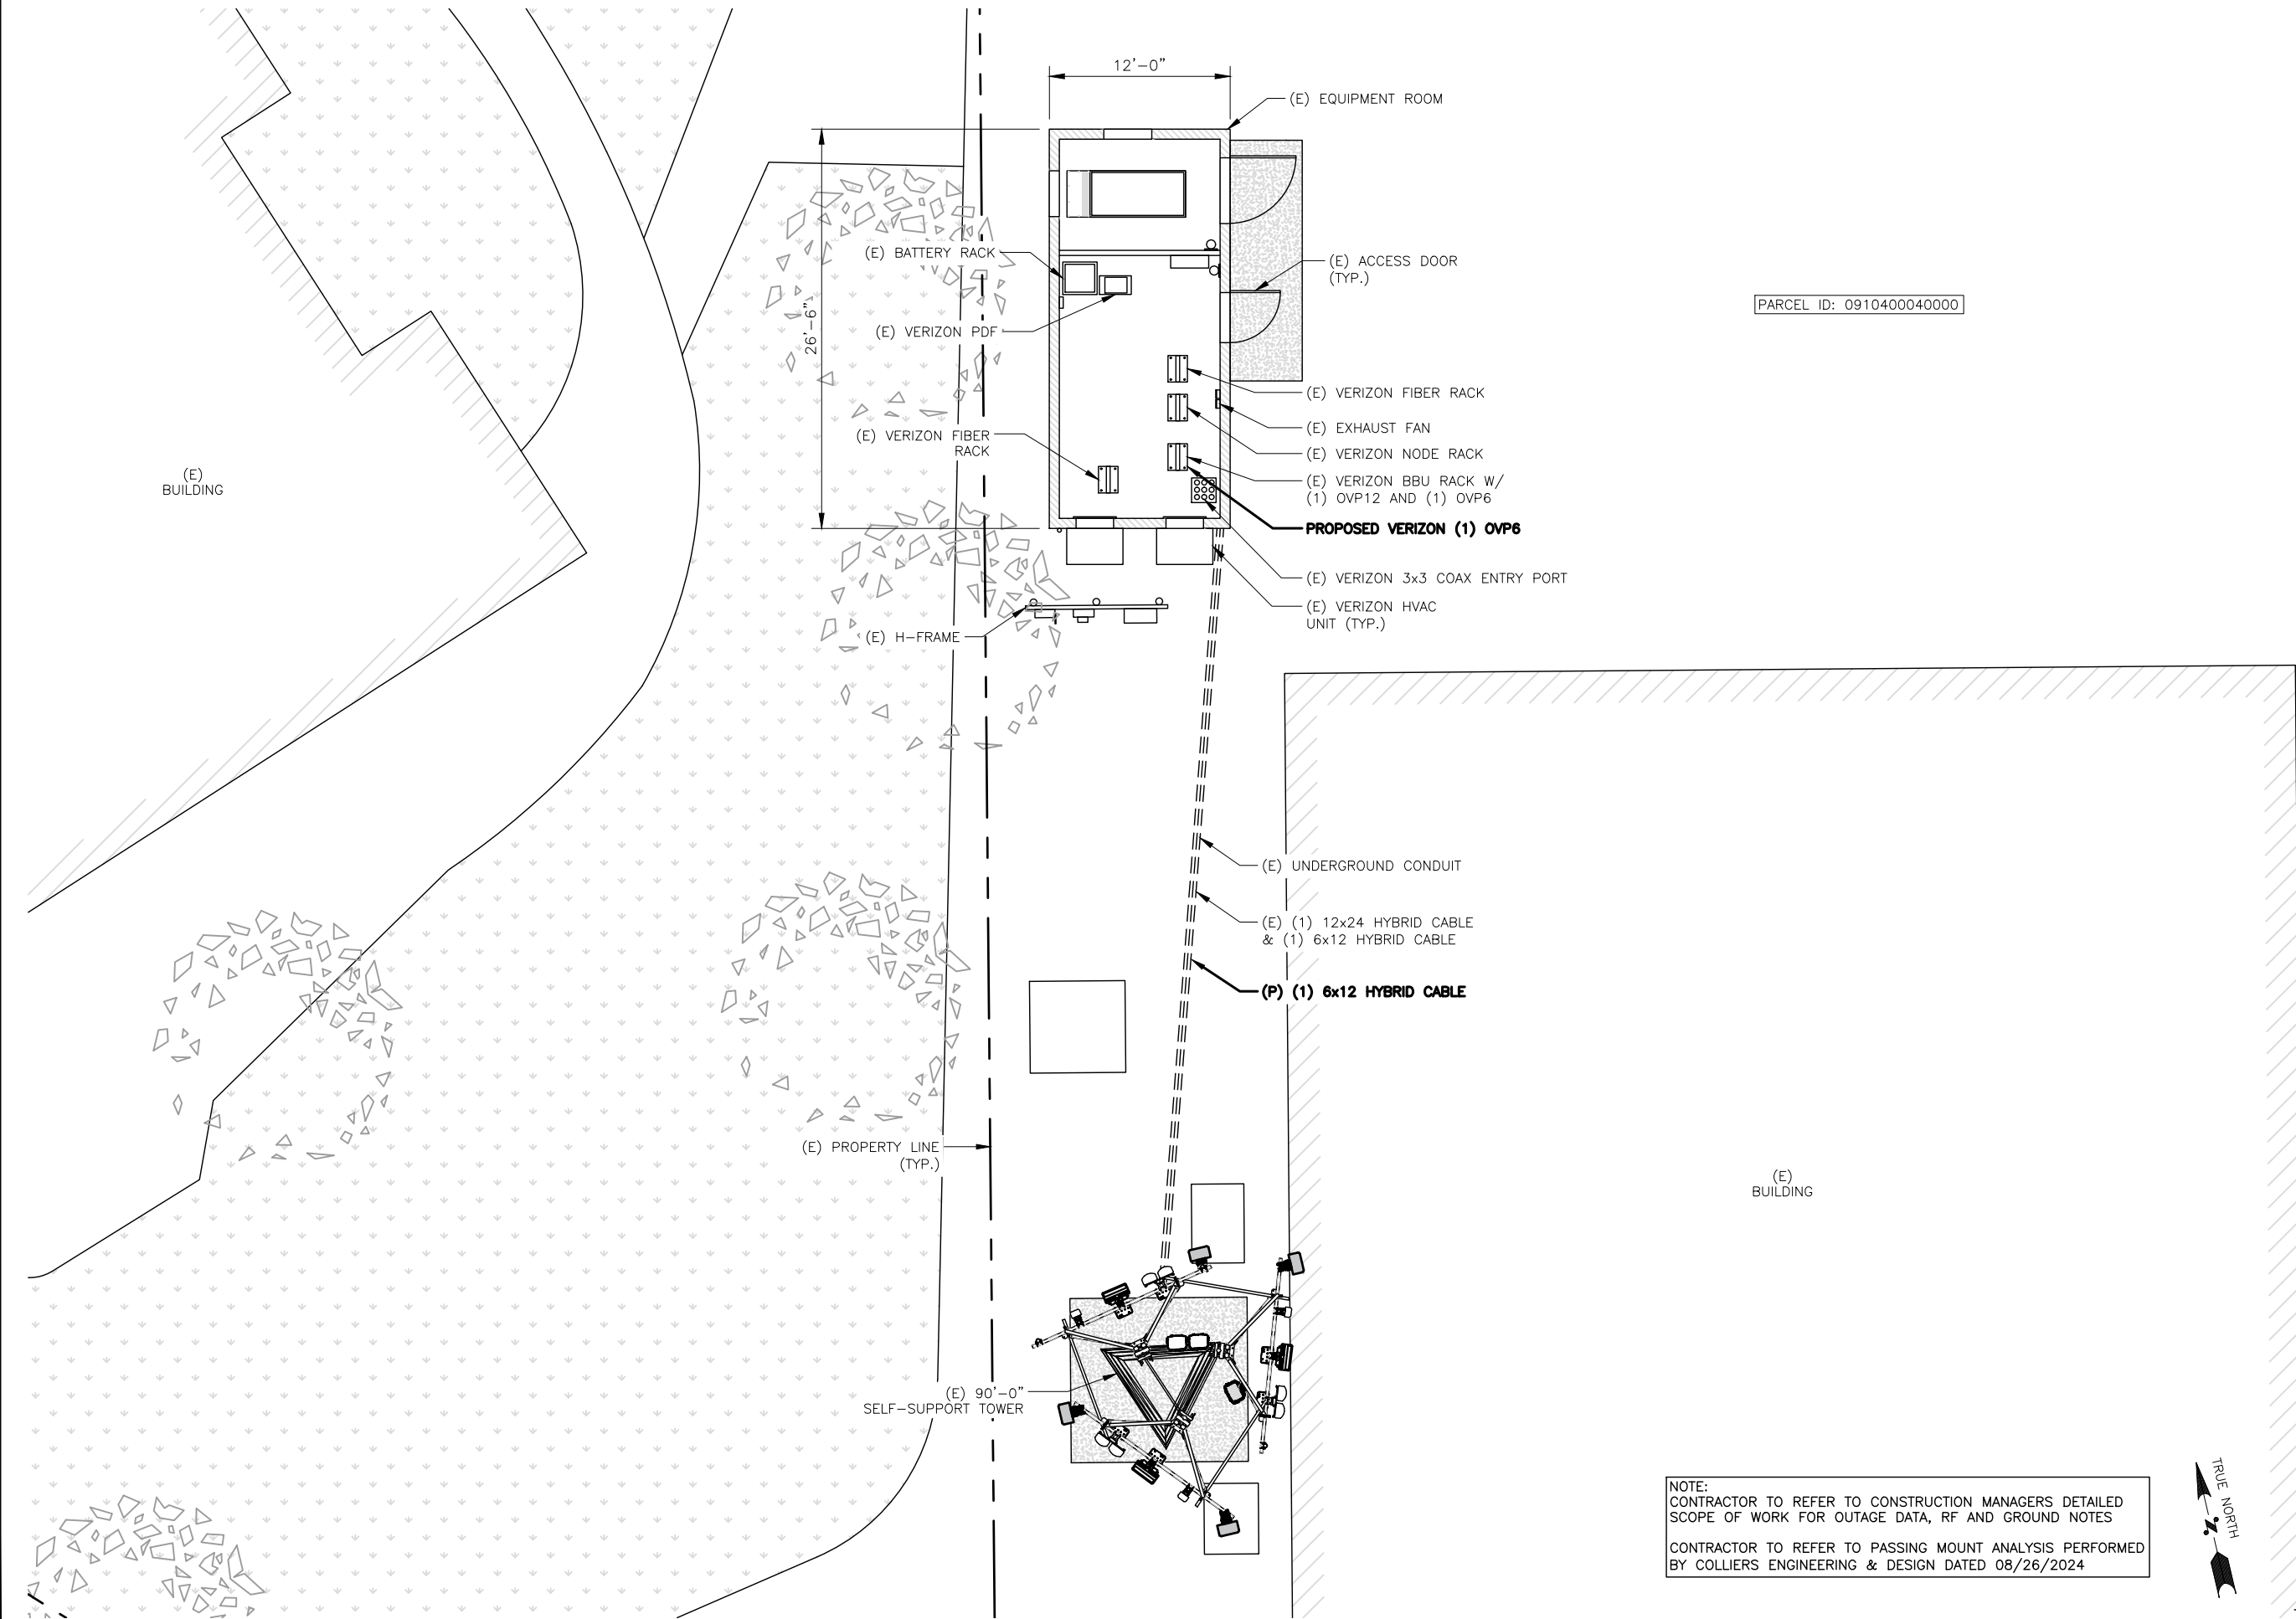 12'-0"
(E) EQUIPMENT ROOM
(E) BATTERY RACK
(E) ACCESS DOOR
(TYP.)
26'-6"
PARCEL ID: 0910400040000
(E) VERIZON PDF
(E) VERIZON FIBER RACK
(E) EXHAUST FAN
(E) VERIZON FIBER
RACK
(E) VERIZON NODE RACK
(E) VERIZON BBU RACK W/
(1) OVP12 AND (1) OVP6
(E)
BUILDING
PROPOSED VERIZON (1) OVP6
(E) VERIZON 3x3 COAX ENTRY PORT
(E) VERIZON HVAC
UNIT (TYP.)
(E) H-FRAME
(E) UNDERGROUND CONDUIT
(E) (1) 12x24 HYBRID CABLE
& (1) 6x12 HYBRID CABLE
(P) (1) 6x12 HYBRID CABLE
(E) PROPERTY LINE
(TYP.)
(E)
BUILDING
(E) 90'-0"
SELF-SUPPORT TOWER
NOTE:
CONTRACTOR TO REFER TO CONSTRUCTION MANAGERS DETAILED
SCOPE OF WORK FOR OUTAGE DATA, RF AND GROUND NOTES
CONTRACTOR TO REFER TO PASSING MOUNT ANALYSIS PERFORMED
BY COLLIERS ENGINEERING & DESIGN DATED 08/26/2024
TRUE NORTH
N